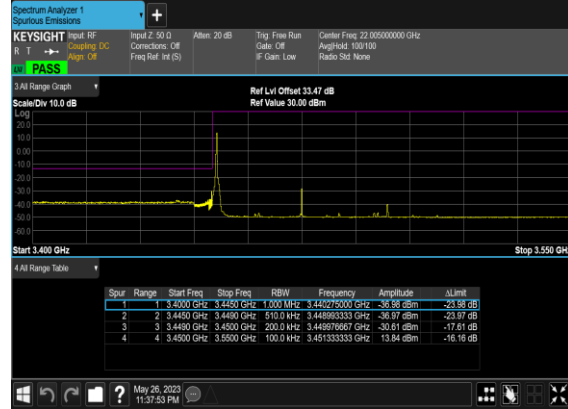 Spectrum Analyzer 1
Spurious Emissions
+
KEYSIGHT Input: RF Input Z: 50 Ω Atten: 20 dB Trig: Free Run Center Freq: 22.005000000 GHz
R T Coupling: DC Corrections: Off Gate: Off Avg|Hold: 100/100
Align: Off Freq Ref: Int (S) IF Gain: Low Radio Std: None
PASS
3 All Range Graph
Ref Lvl Offset 33.47 dB
Scale/Div 10.0 dB Ref Value 30.00 dBm
Log
20.0
10.0
0.00
-10.0
-20.0
-30.0
-40.0
-50.0
-60.0
Start 3.400 GHz Stop 3.550 GHz
4 All Range Table
Spur Range Start Freq Stop Freq RBW Frequency Amplitude ΔLimit
1 1 3.4000 GHz 3.4450 GHz 1.000 MHz 3.440275000 GHz -36.98 dBm -23.98 dB
2 2 3.4450 GHz 3.4490 GHz 510.0 kHz 3.448993333 GHz -36.97 dBm -23.97 dB
3 3 3.4490 GHz 3.4500 GHz 200.0 kHz 3.449976667 GHz -30.61 dBm -17.61 dB
4 4 3.4500 GHz 3.5500 GHz 100.0 kHz 3.451333333 GHz 13.84 dBm -16.16 dB
? May 26, 2023
11:37:53 PM